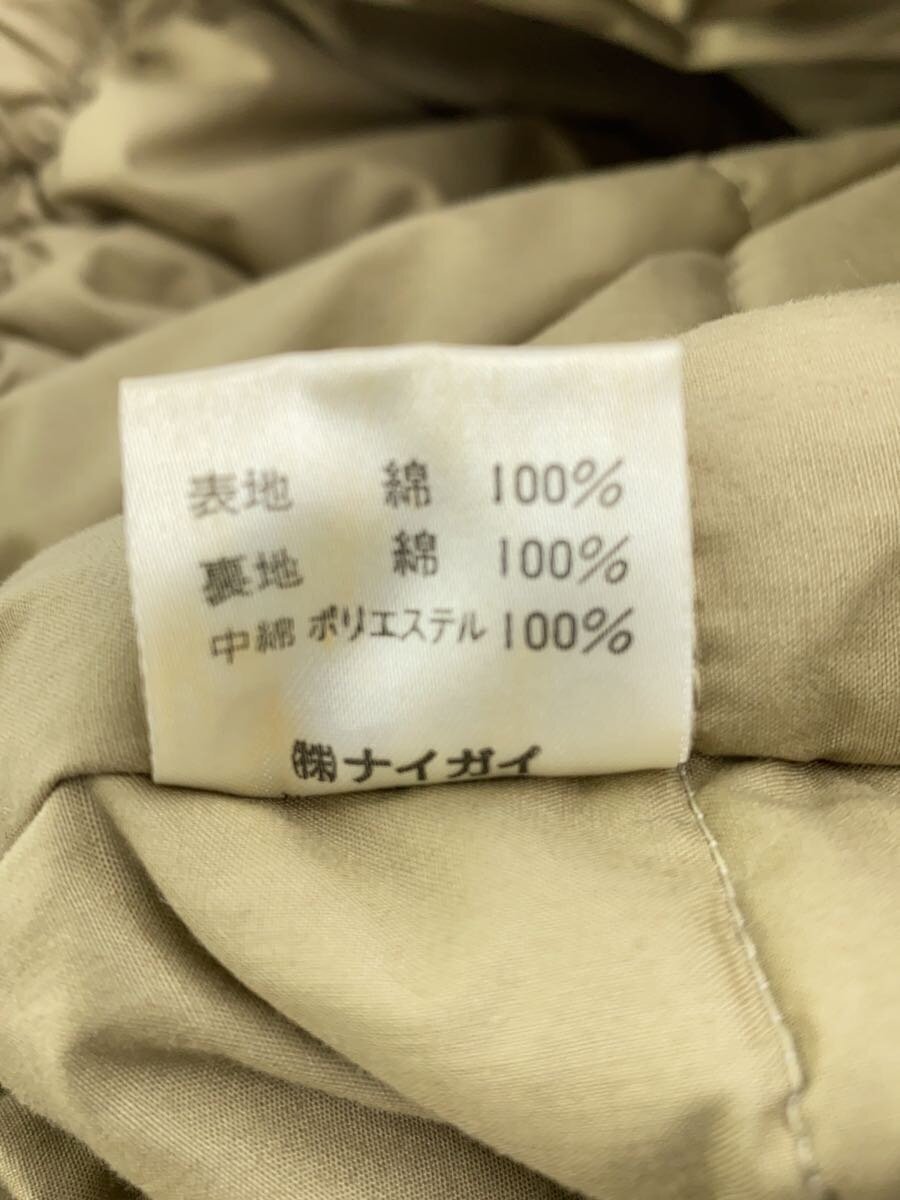 表地 綿 100%
裏地 綿 100%
中綿 ポリエステル 100%
㈱ナイガイ